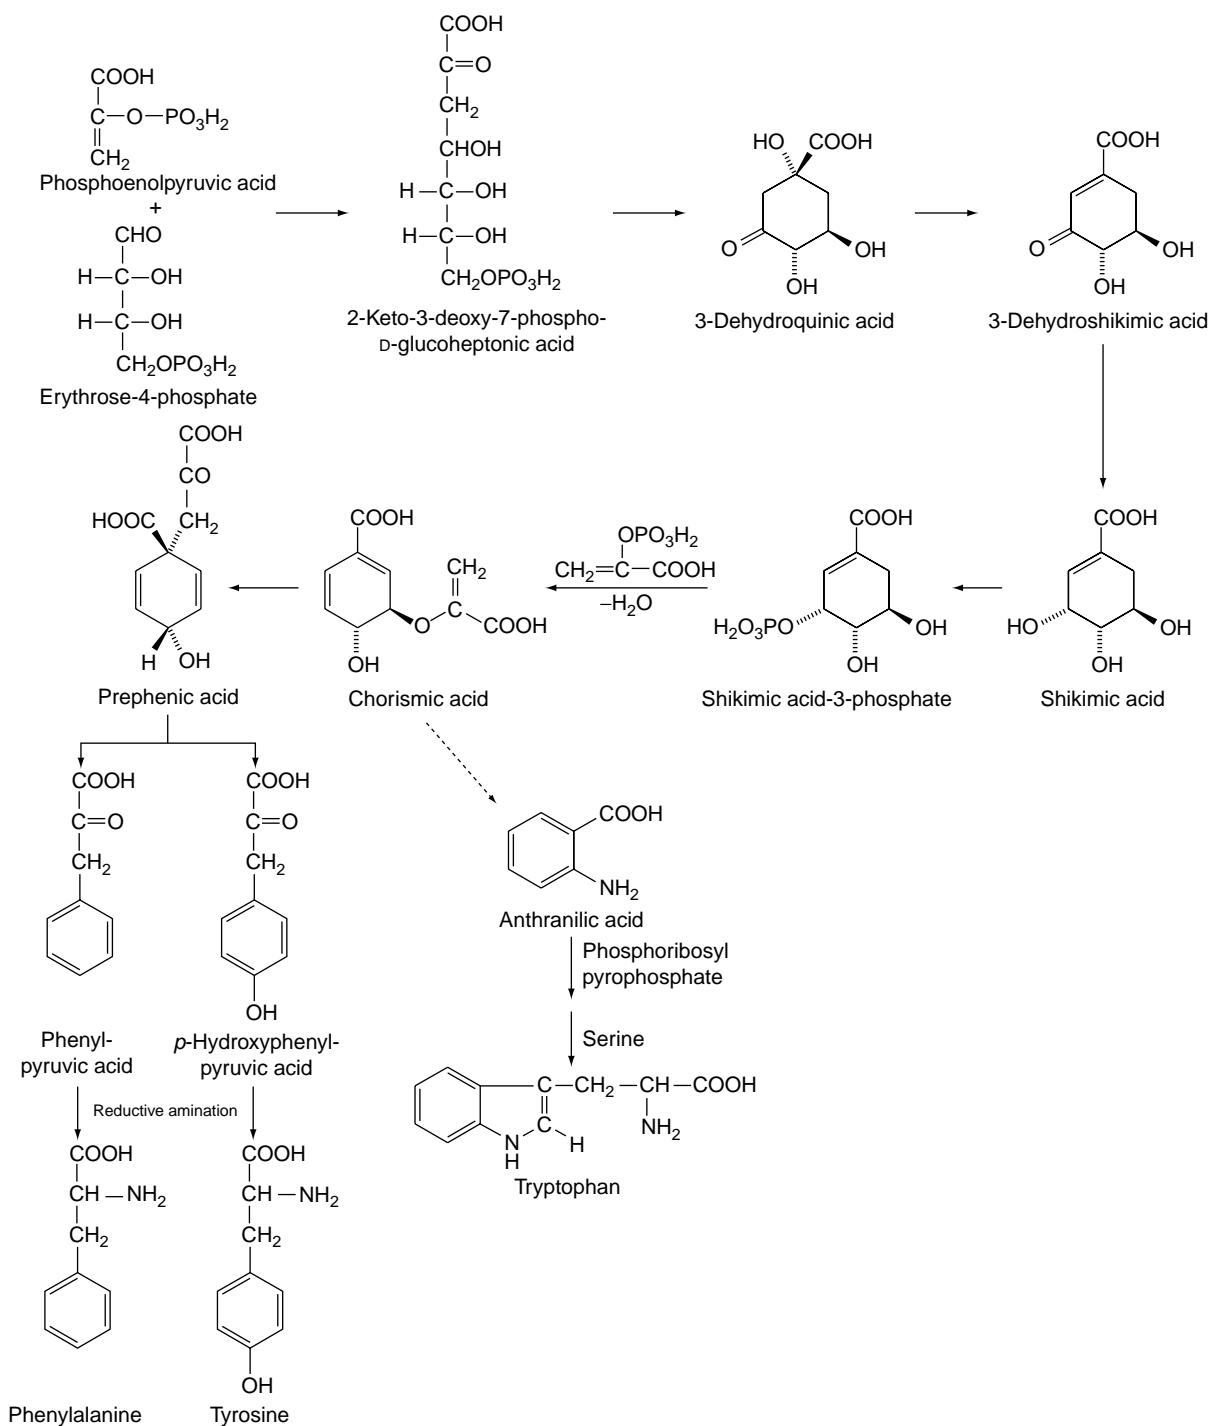 COOH
C—O—PO3H2
CH2
Phosphoenolpyruvic acid
+
CHO
H—C—OH
H—C—OH
CH2OPO3H2
Erythrose-4-phosphate
COOH
C=O
CH2
CHOH
H—C—OH
H—C—OH
CH2OPO3H2
2-Keto-3-deoxy-7-phospho-
D-glucoheptonic acid
HO COOH
O OH
OH
3-Dehydroquinic acid
COOH
O OH
OH
3-Dehydroshikimic acid
COOH
HO OH
OH
Shikimic acid
COOH
H2O3PO OH
OH
Shikimic acid-3-phosphate
OPO3H2
CH2=C—COOH
–H2O
COOH
CH2
O C COOH
OH
Chorismic acid
COOH
CO
HOOC CH2
H OH
Prephenic acid
COOH
C=O
CH2
Phenyl-
pyruvic acid
COOH
C=O
CH2
OH
p-Hydroxyphenyl-
pyruvic acid
Reductive amination
COOH
CH—NH2
CH2
Phenylalanine
COOH
CH—NH2
CH2
OH
Tyrosine
COOH
NH2
Anthranilic acid
Phosphoribosyl
pyrophosphate
Serine
C—CH2—CH—COOH
NH2
C
H
N
H
Tryptophan